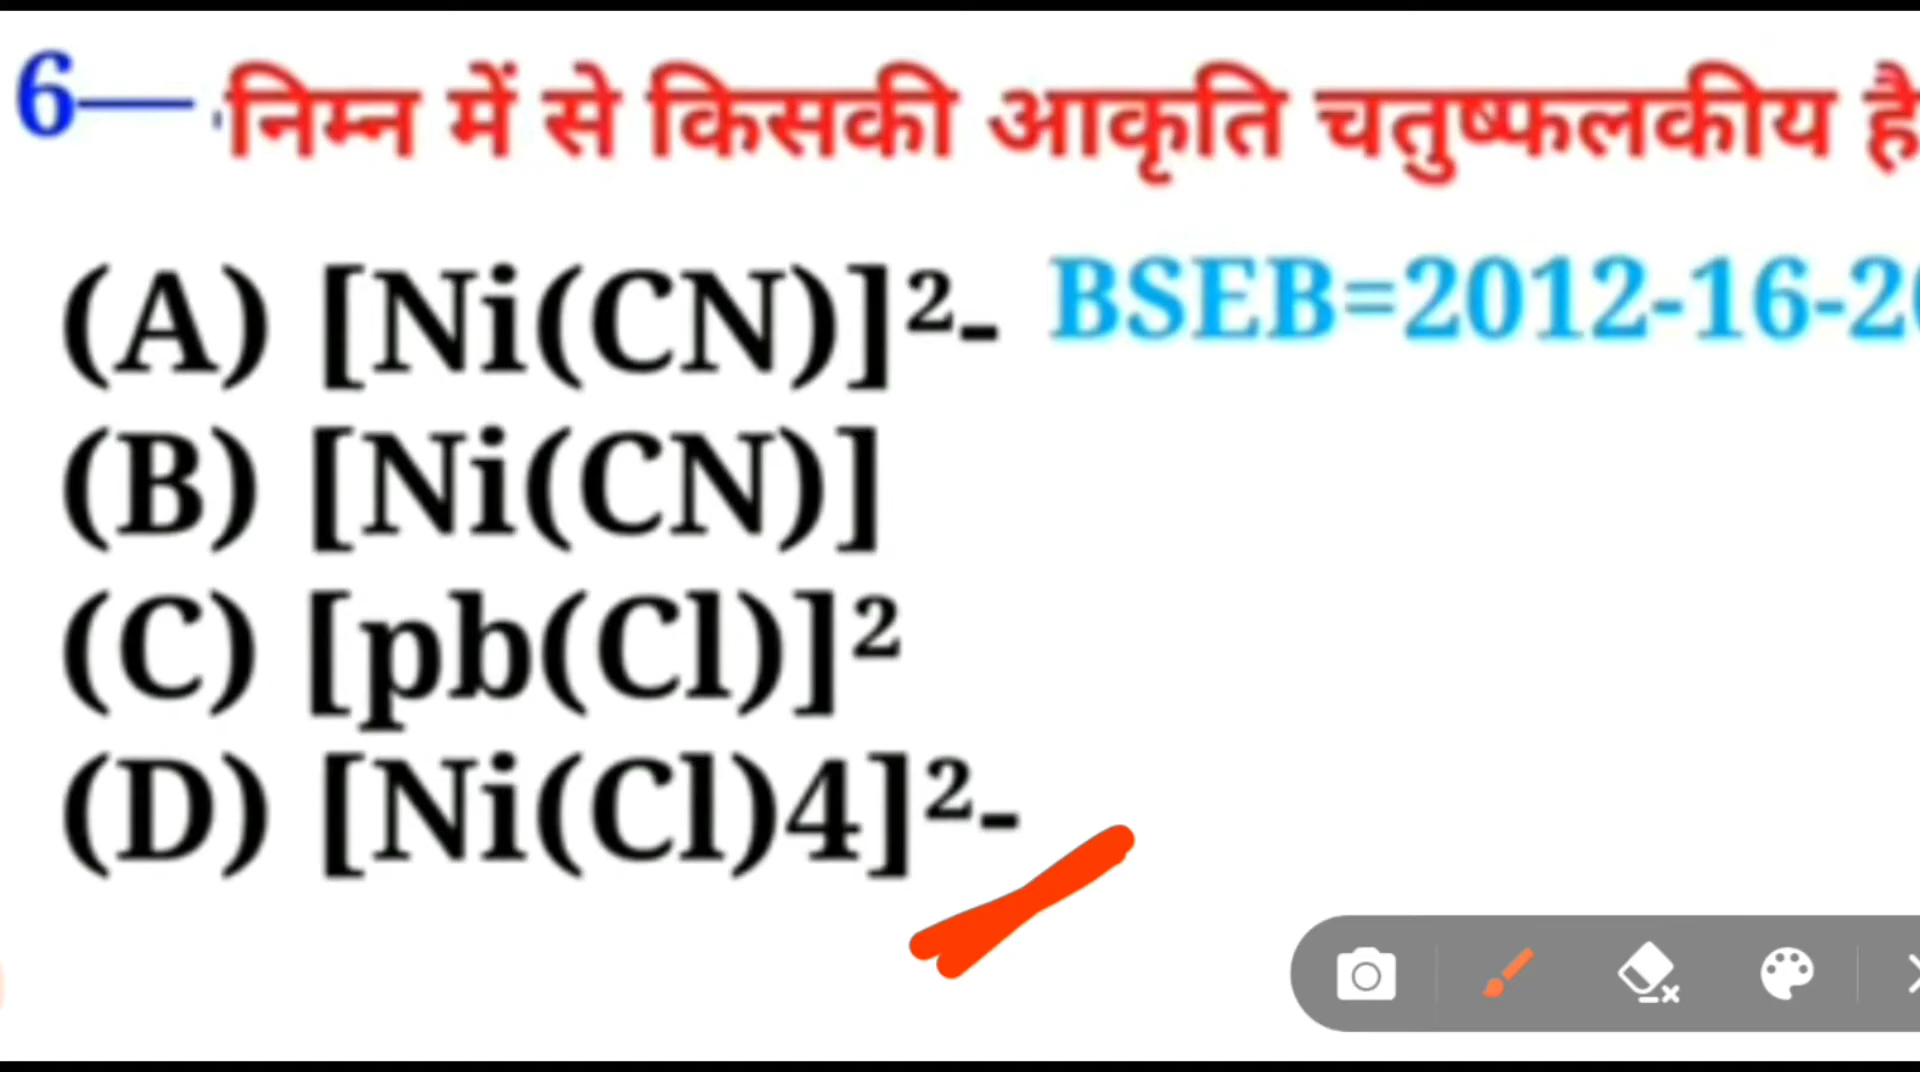 6— निम्न में से किसकी आकृति चतुष्फलकीय है
(A) [Ni(CN)]²- BSEB=2012-16-20
(B) [Ni(CN)]
(C) [pb(Cl)]²
(D) [Ni(Cl)4]²-